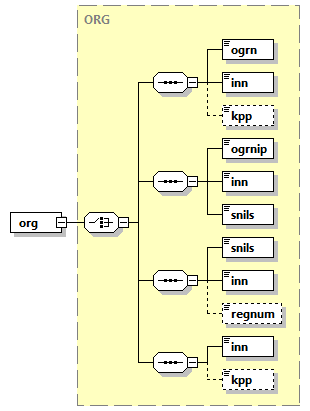 ORG
ogrn
inn
kpp
ogrnip
inn
org
snils
snils
inn
regnum
inn
kpp